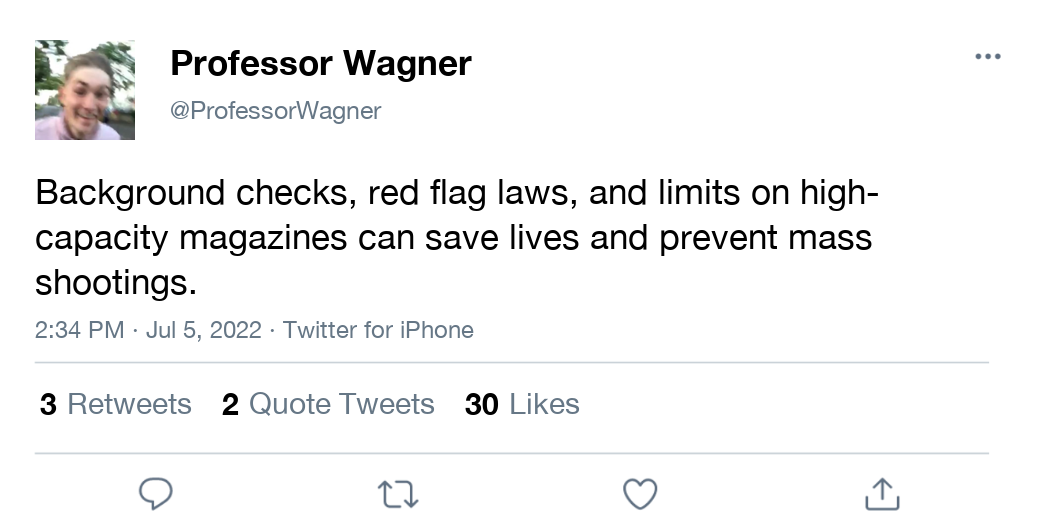 Professor Wagner
@ProfessorWagner
Background checks, red flag laws, and limits on high-
capacity magazines can save lives and prevent mass
shootings.
2:34 PM · Jul 5, 2022 · Twitter for iPhone
3 Retweets 2 Quote Tweets 30 Likes